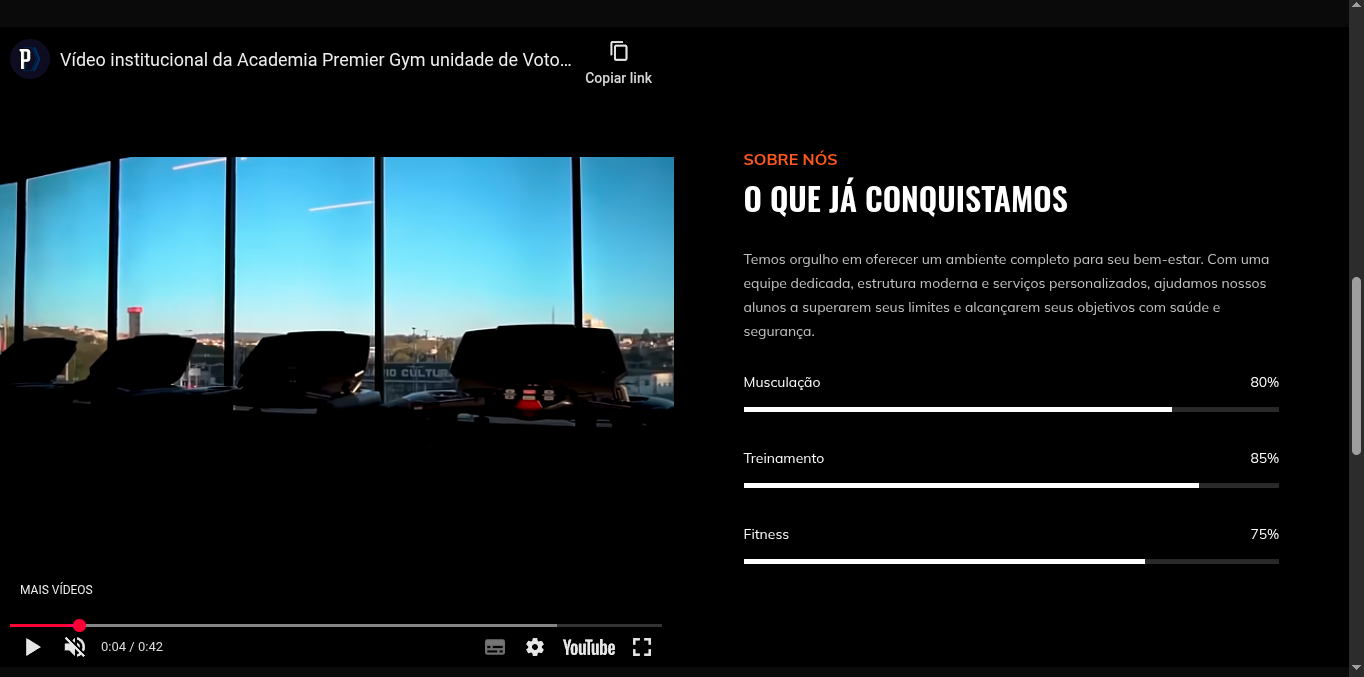 Vídeo institucional da Academia Premier Gym unidade de Voto...
Copiar link
SOBRE NÓS
O QUE JÁ CONQUISTAMOS
Temos orgulho em oferecer um ambiente completo para seu bem-estar. Com uma
equipe dedicada, estrutura moderna e serviços personalizados, ajudamos nossos
alunos a superarem seus limites e alcançarem seus objetivos com saúde e
segurança.
Musculação 80%
Treinamento 85%
Fitness 75%
MAIS VÍDEOS
0:04 / 0:42
YouTube